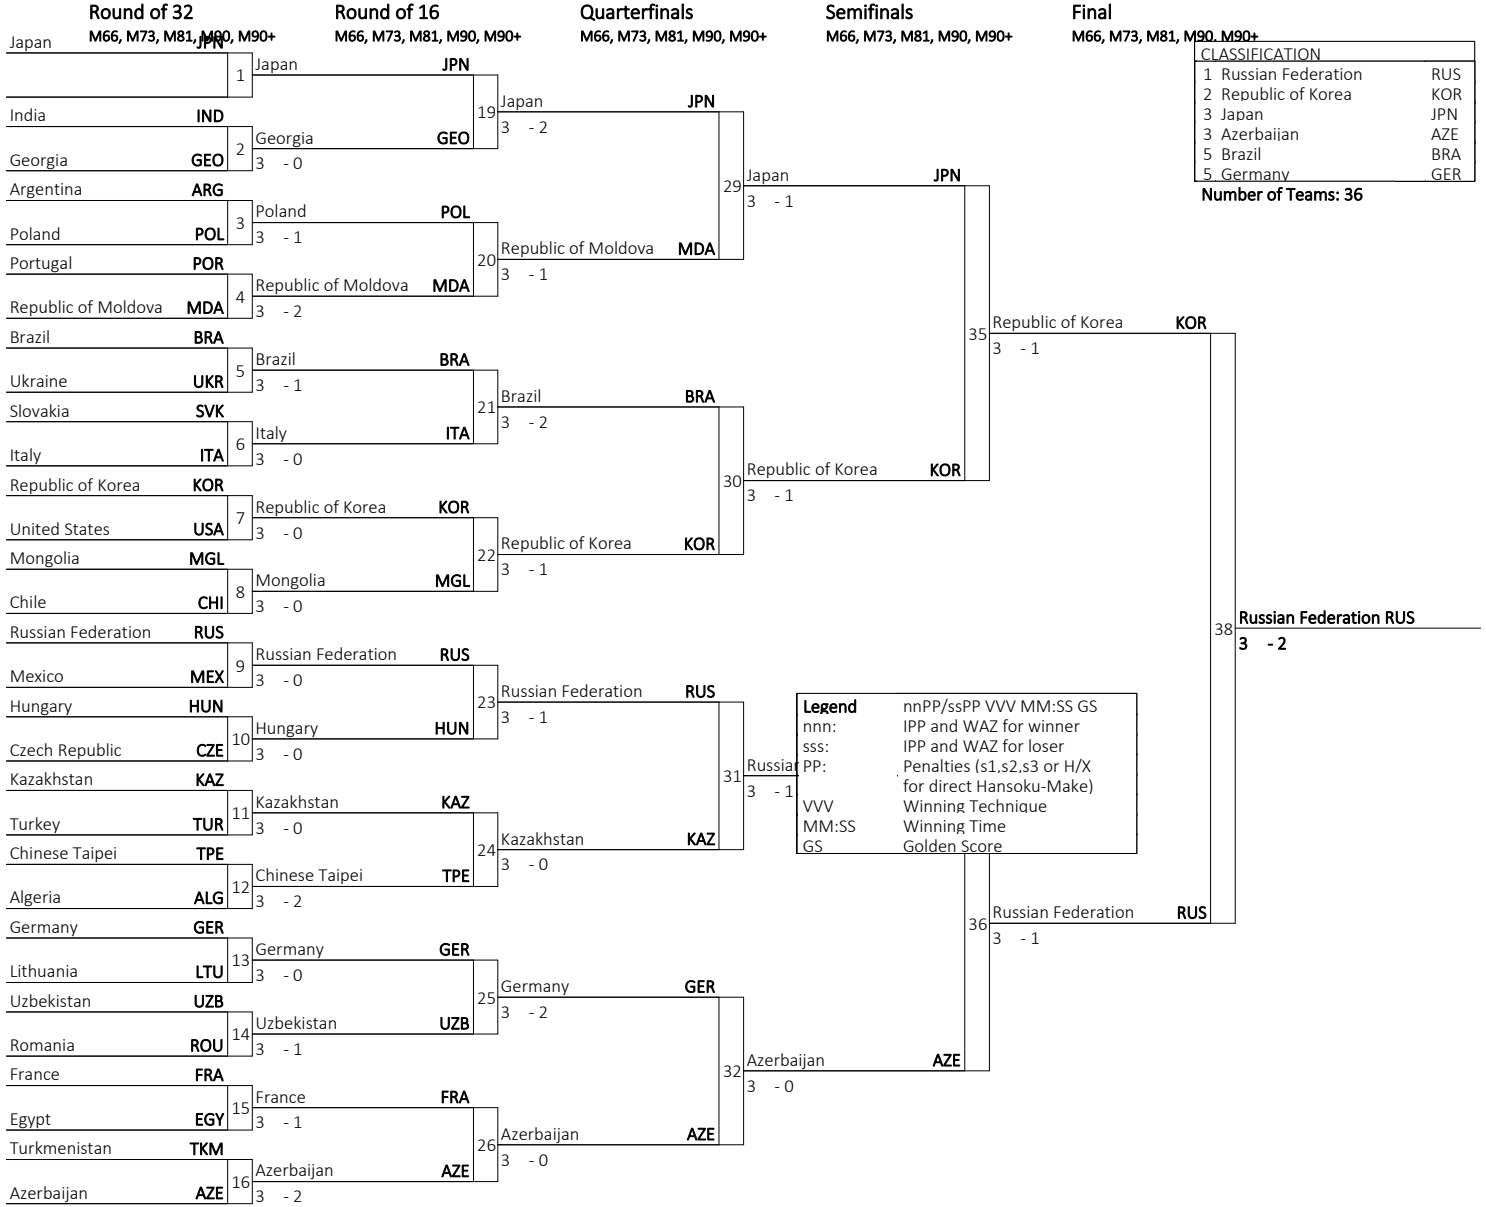 Round of 32
M66, M73, M81, M90, M90+
Round of 16
M66, M73, M81, M90, M90+
Quarterfinals
M66, M73, M81, M90, M90+
Semifinals
M66, M73, M81, M90, M90+
Final
M66, M73, M81, M90, M90+
CLASSIFICATION
1 Russian Federation RUS
2 Republic of Korea KOR
3 Japan JPN
3 Azerbaijan AZE
5 Brazil BRA
5 Germany GER
Number of Teams: 36
Japan JPN
1
India IND
2
Georgia GEO
Argentina ARG
3
Poland POL
Portugal POR
4
Republic of Moldova MDA
Brazil BRA
5
Ukraine UKR
Slovakia SVK
6
Italy ITA
Republic of Korea KOR
7
United States USA
Mongolia MGL
8
Chile CHI
Russian Federation RUS
9
Mexico MEX
Hungary HUN
10
Czech Republic CZE
Kazakhstan KAZ
11
Turkey TUR
Chinese Taipei TPE
12
Algeria ALG
Germany GER
13
Lithuania LTU
Uzbekistan UZB
14
Romania ROU
France FRA
15
Egypt EGY
Turkmenistan TKM
16
Azerbaijan AZE
Japan JPN
19
Georgia GEO
3 - 0
Poland POL
3 - 1
20
Republic of Moldova MDA
3 - 2
Brazil BRA
3 - 1
21
Italy ITA
3 - 0
Republic of Korea KOR
3 - 0
22
Mongolia MGL
3 - 0
Russian Federation RUS
3 - 0
23
Hungary HUN
3 - 0
Kazakhstan KAZ
3 - 0
24
Chinese Taipei TPE
3 - 2
Germany GER
3 - 0
25
Uzbekistan UZB
3 - 1
France FRA
3 - 1
26
Azerbaijan AZE
3 - 2
Japan JPN
3 - 2
29
Republic of Moldova MDA
3 - 1
Brazil BRA
3 - 2
30
Republic of Korea KOR
3 - 1
Russian Federation RUS
3 - 1
31
Kazakhstan KAZ
3 - 0
Germany GER
3 - 2
32
Azerbaijan AZE
3 - 0
Japan JPN
3 - 1
35
Republic of Korea KOR
3 - 1
Russian
3 - 1
36
Azerbaijan AZE
3 - 0
Republic of Korea KOR
3 - 1
38
Russian Federation RUS
3 - 1
Russian Federation RUS
3 - 2
Legend nnPP/ssPP VVV MM:SS GS
nnn: IPP and WAZ for winner
sss: IPP and WAZ for loser
PP: Penalties (s1,s2,s3 or H/X
for direct Hansoku-Make)
VVV Winning Technique
MM:SS Winning Time
GS Golden Score